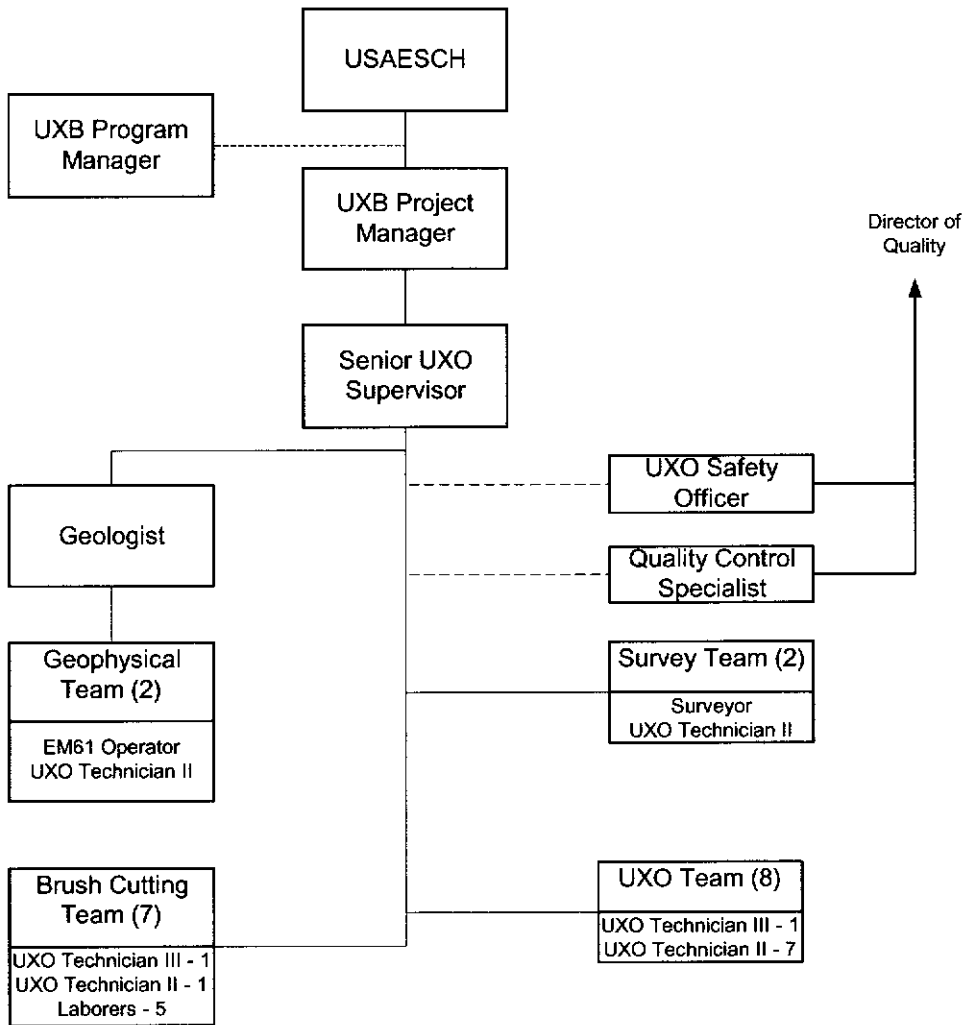 USAESCH
UXB Program
Manager
UXB Project
Manager
Director of
Quality
Senior UXO
Supervisor
UXO Safety
Officer
Geologist
Quality Control
Specialist
Geophysical
Team (2)
EM61 Operator
UXO Technician II
Survey Team (2)
Surveyor
UXO Technician II
Brush Cutting
Team (7)
UXO Technician III - 1
UXO Technician II - 1
Laborers - 5
UXO Team (8)
UXO Technician III - 1
UXO Technician II - 7